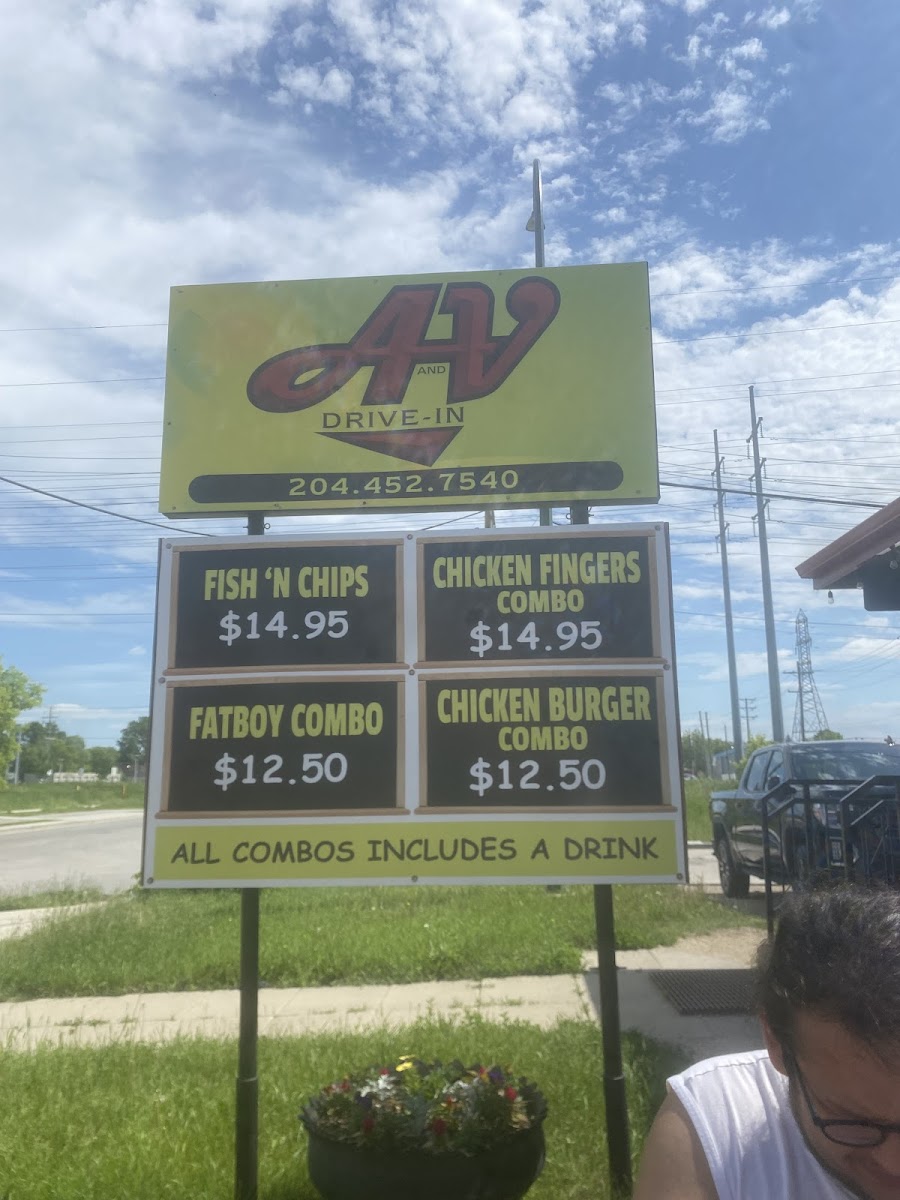 A AND V
DRIVE-IN
204.452.7540
FISH 'N CHIPS
$14.95
CHICKEN FINGERS
COMBO
$14.95
FATBOY COMBO
$12.50
CHICKEN BURGER
COMBO
$12.50
ALL COMBOS INCLUDES A DRINK